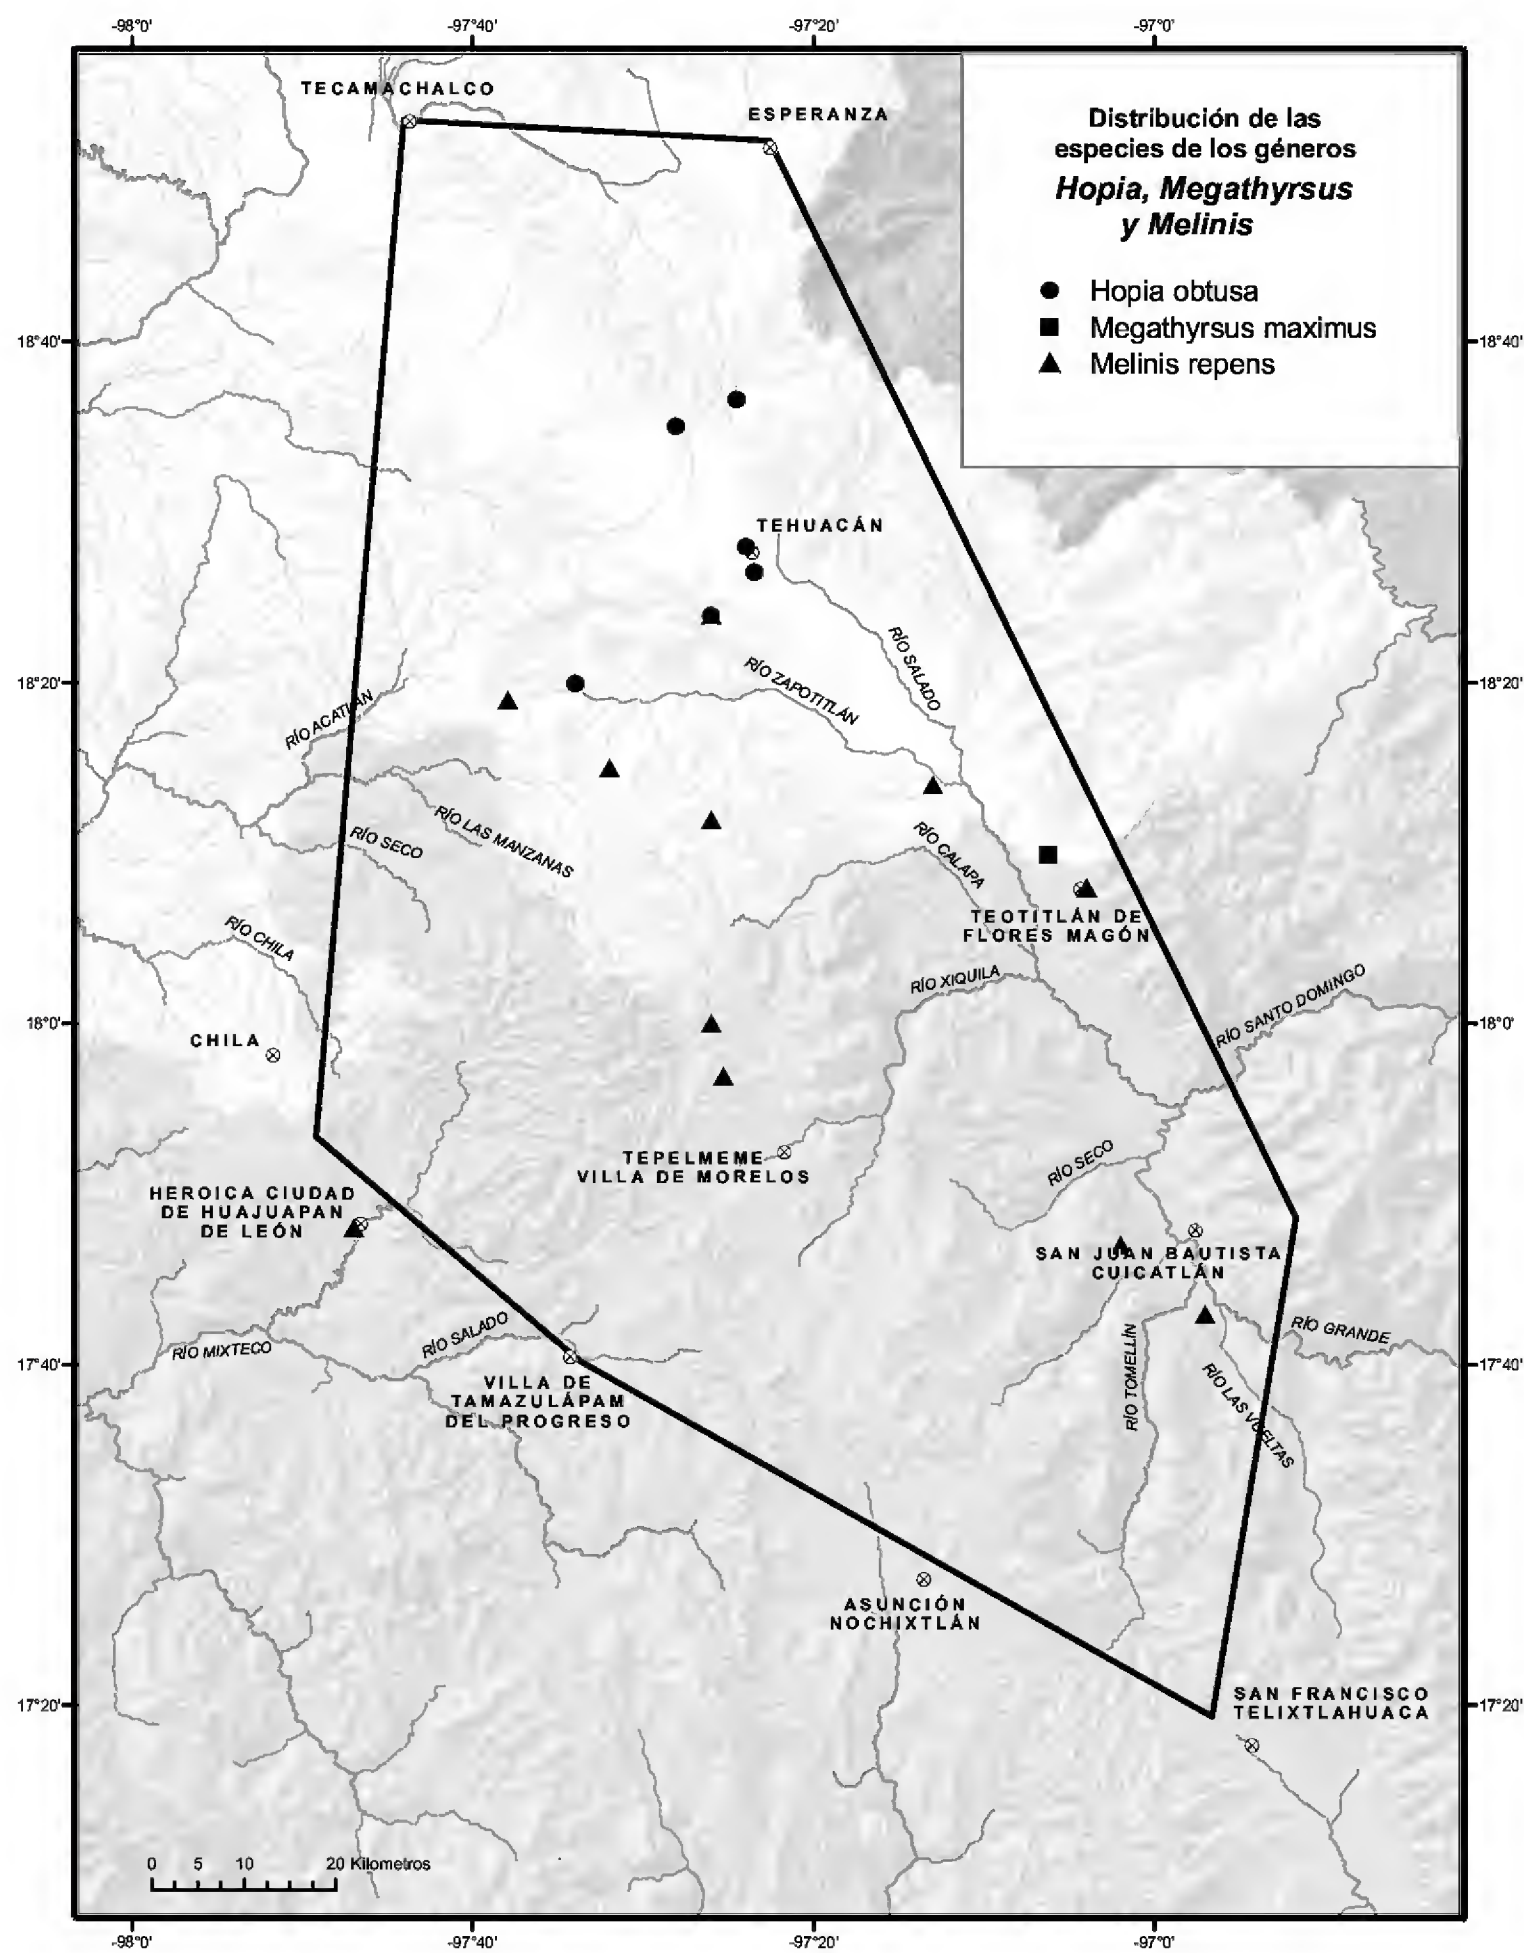 -98°0'
-97°40'
-97°20'
-97°0'
TECAMACHALCO
ESPERANZA
Distribución de las
especies de los géneros
Hopia, Megathyrsus
y Melinis
Hopia obtusa
Megathyrsus maximus
Melinis repens
18°40'
18°40'
TEHUACÁN
RÍO SALADO
RÍO ZAPOTITLÁN
18°20'
18°20'
RÍO ACATLÁN
RÍO LAS MANZANAS
RÍO SECO
RÍO CALAPA
TEOTITLÁN DE
FLORES MAGÓN
RÍO CHILA
RÍO XIQUILA
RÍO SANTO DOMINGO
18°0'
18°0'
CHILA
TEPELMEME
VILLA DE MORELOS
RÍO SECO
HEROICA CIUDAD
DE HUAJUAPAN
DE LEÓN
SAN JUAN BAUTISTA
CUICATLÁN
RÍO SALADO
RÍO MIXTECO
RÍO GRANDE
RÍO TOMELLÍN
RÍO LAS VUELTAS
17°40'
17°40'
VILLA DE
TAMAZULÁPAM
DEL PROGRESO
ASUNCIÓN
NOCHIXTLÁN
SAN FRANCISCO
TELIXTLAHUACA
17°20'
17°20'
0 5 10 20 Kilometros
-98°0'
-97°40'
-97°20'
-97°0'